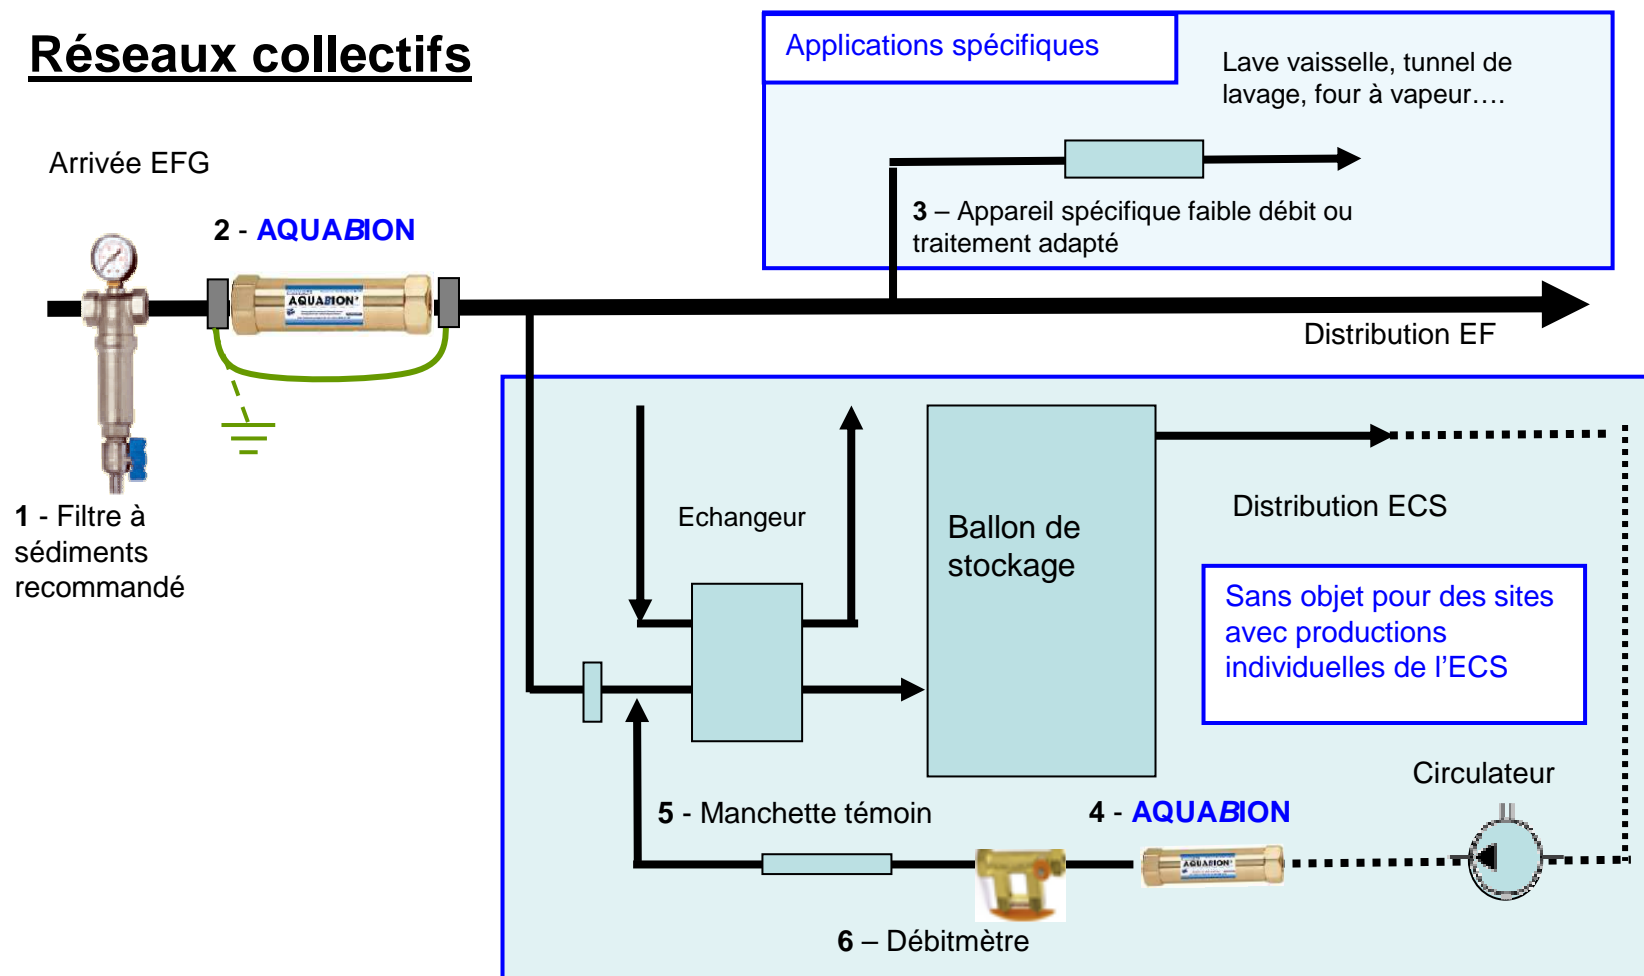 Réseaux collectifs
Applications spécifiques
Lave vaisselle, tunnel de
lavage, four à vapeur….
Arrivée EFG
2 - AQUABION
3 – Appareil spécifique faible débit ou
traitement adapté
AQUABION®
Distribution EF
1 - Filtre à
sédiments
recommandé
Echangeur
Ballon de
stockage
Distribution ECS
Sans objet pour des sites
avec productions
individuelles de l’ECS
Circulateur
5 - Manchette témoin
4 - AQUABION
AQUABION®
6 – Débitmètre